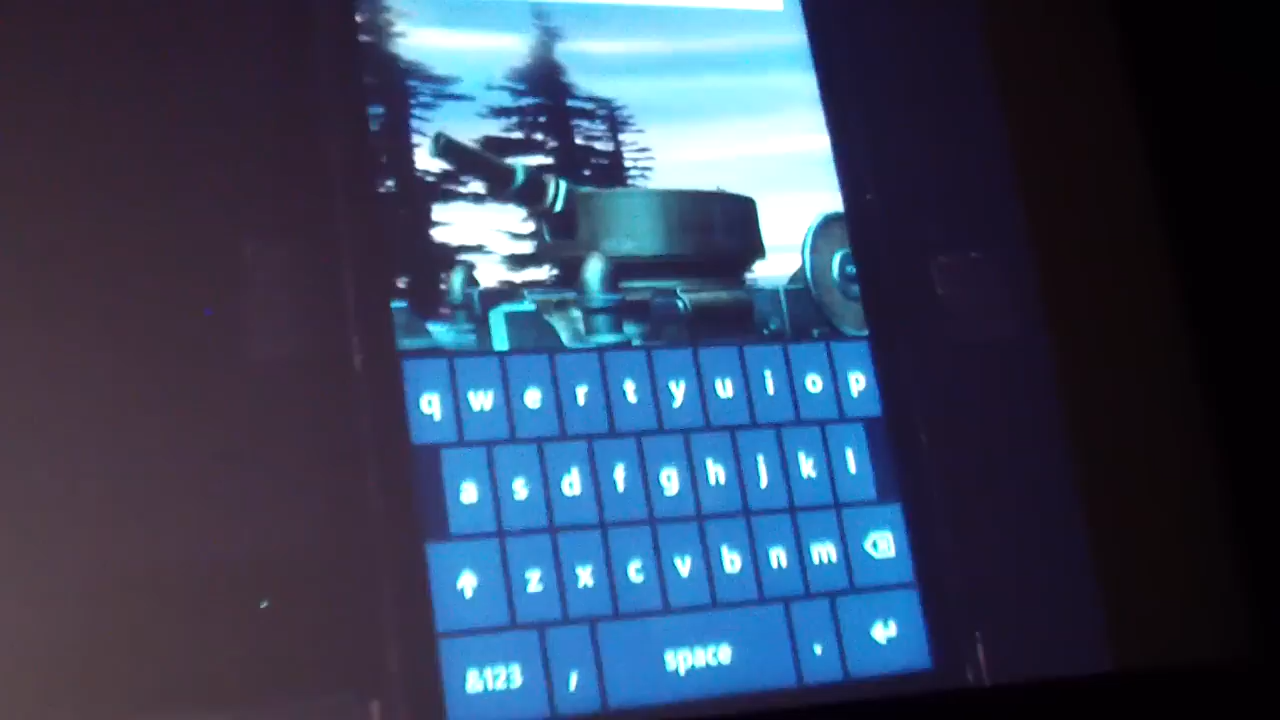 q w e r t y u i o p
a s d f g h j k l
z x c v b n m
&123 , space .